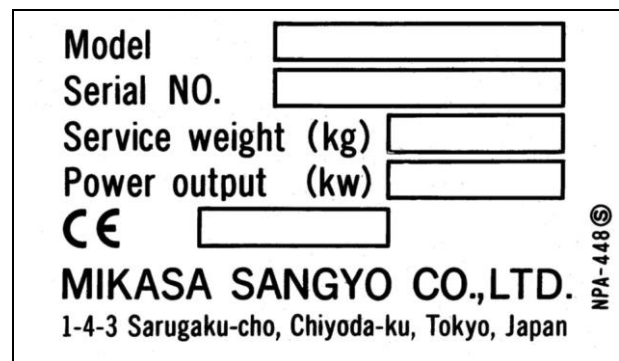 Model
Serial NO.
Service weight (kg)
Power output (kw)
CE
MIKASA SANGYO CO.,LTD.
1-4-3 Sarugaku-cho, Chiyoda-ku, Tokyo, Japan
NPA-448Ⓢ